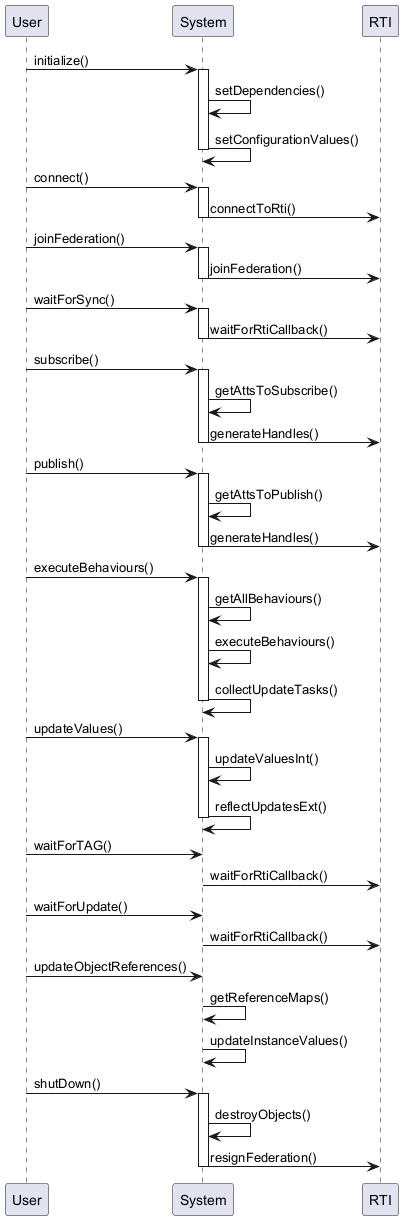 User System RTI
initialize()
setDependencies()
setConfigurationValues()
connect()
connectToRti()
joinFederation()
joinFederation()
waitForSync()
waitForRtiCallback()
subscribe()
getAttsToSubscribe()
generateHandles()
publish()
getAttsToPublish()
generateHandles()
executeBehaviours()
getAllBehaviours()
executeBehaviours()
collectUpdateTasks()
updateValues()
updateValuesInt()
reflectUpdatesExt()
waitForTAG()
waitForRtiCallback()
waitForUpdate()
waitForRtiCallback()
updateObjectReferences()
getReferenceMaps()
updateInstanceValues()
shutDown()
destroyObjects()
resignFederation()
User System RTI